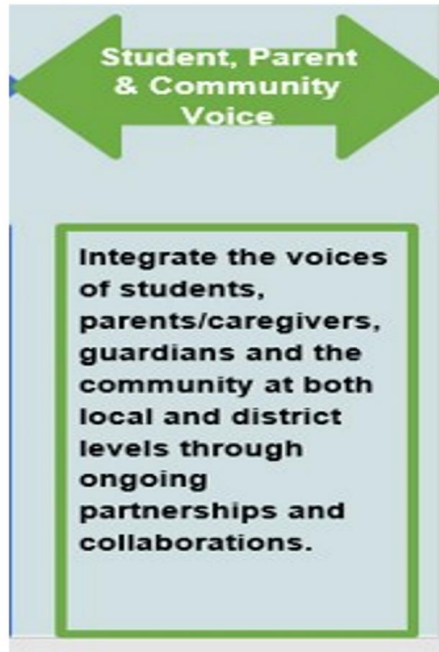 Student, Parent
& Community
Voice
Integrate the voices
of students,
parents/caregivers,
guardians and the
community at both
local and district
levels through
ongoing
partnerships and
collaborations.